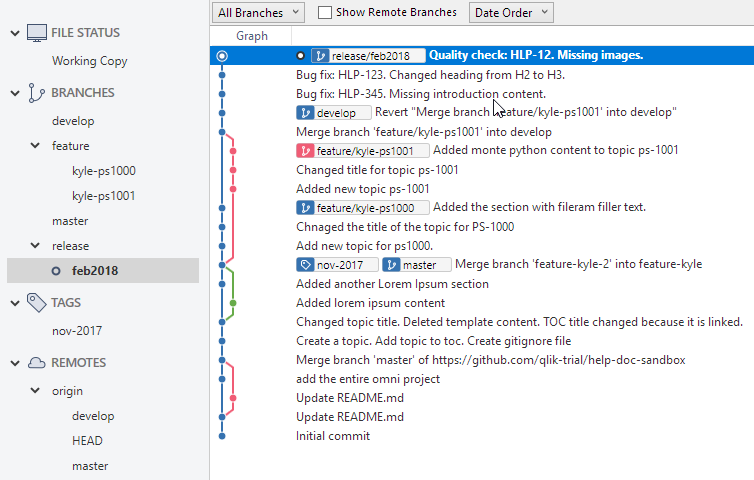 All Branches
Show Remote Branches
Date Order
Graph
FILE STATUS
Working Copy
BRANCHES
develop
feature
kyle-ps1000
kyle-ps1001
master
release
feb2018
TAGS
nov-2017
REMOTES
origin
develop
HEAD
master
release/feb2018 Quality check: HLP-12. Missing images.
Bug fix: HLP-123. Changed heading from H2 to H3.
Bug fix: HLP-345. Missing introduction content.
develop Revert "Merge branch 'feature/kyle-ps1001' into develop"
Merge branch 'feature/kyle-ps1001' into develop
feature/kyle-ps1001 Added monte python content to topic ps-1001
Changed title for topic ps-1001
Added new topic ps-1001
feature/kyle-ps1000 Added the section with fileram filler text.
Chnaged the title of the topic for PS-1000
Add new topic for ps1000.
nov-2017 master Merge branch 'feature-kyle-2' into feature-kyle
Added another Lorem Ipsum section
Added lorem ipsum content
Changed topic title. Deleted template content. TOC title changed because it is linked.
Create a topic. Add topic to toc. Create gitignore file
Merge branch 'master' of https://github.com/qlik-trial/help-doc-sandbox
add the entire omni project
Update README.md
Update README.md
Initial commit